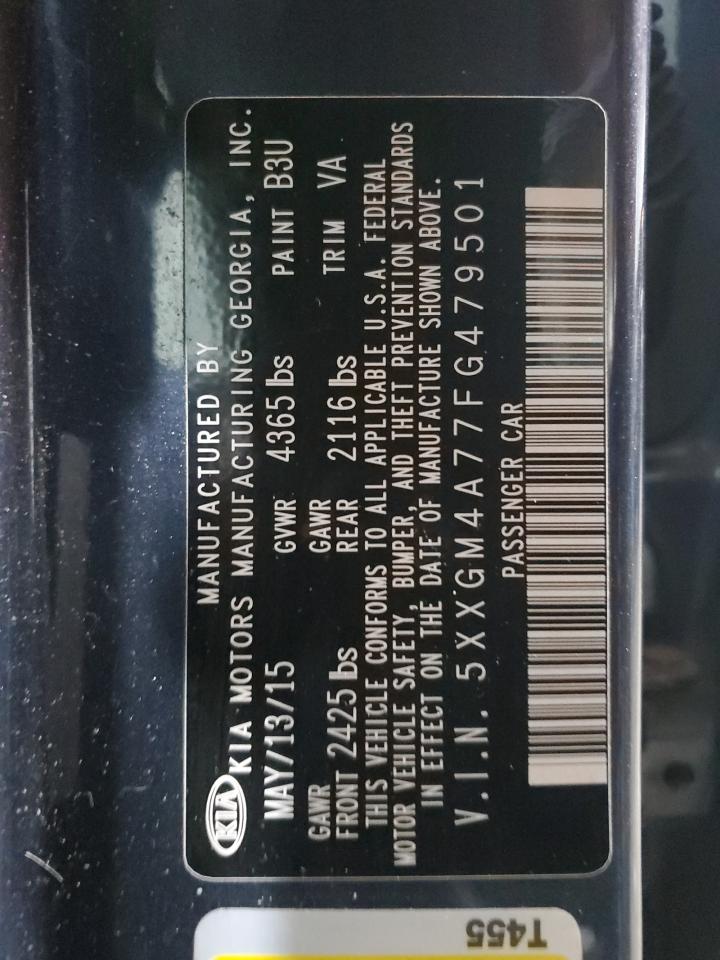 MANUFACTURED BY
KIA KIA MOTORS MANUFACTURING GEORGIA, INC.
MAY/13/15 GVWR 4365 lbs PAINT B3U
GAWR GAWR
FRONT 2425 lbs REAR 2116 lbs TRIM VA
THIS VEHICLE CONFORMS TO ALL APPLICABLE U.S.A. FEDERAL
MOTOR VEHICLE SAFETY, BUMPER, AND THEFT PREVENTION STANDARDS
IN EFFECT ON THE DATE OF MANUFACTURE SHOWN ABOVE.
V.I.N. 5XXGM4A77FG479501
PASSENGER CAR
T455